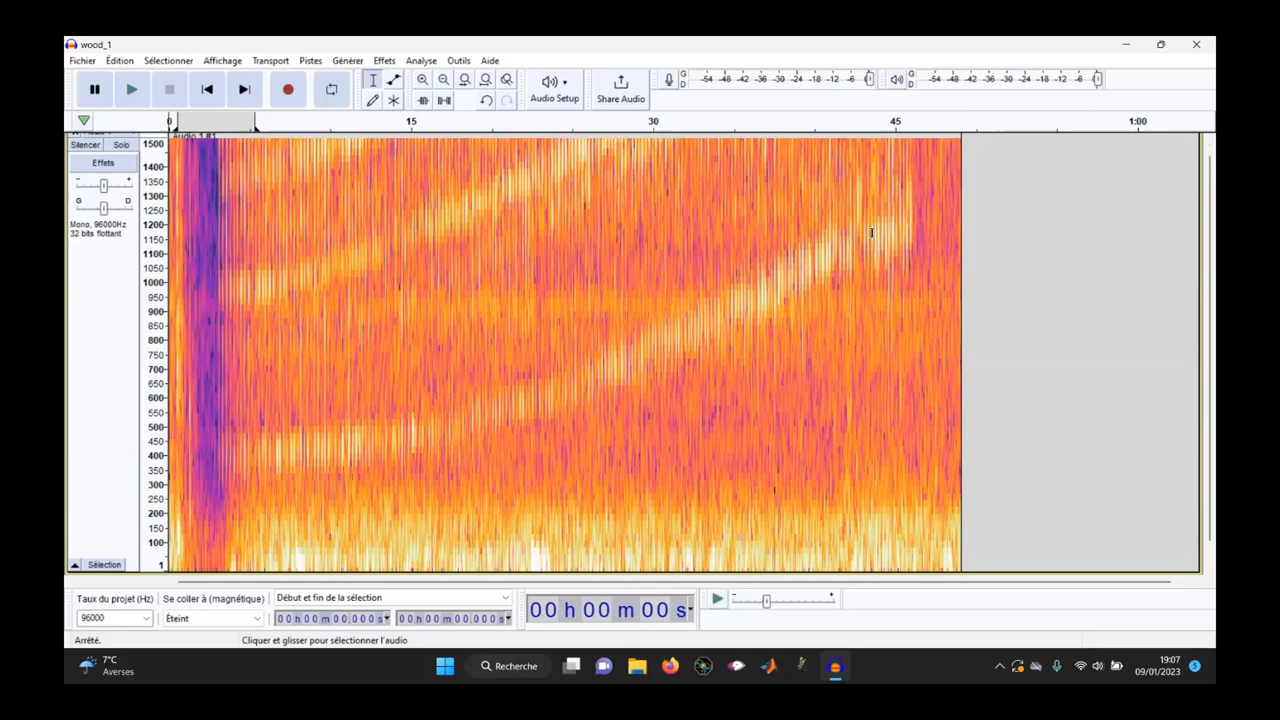 wood_1
Fichier Édition Sélectionner Affichage Transport Pistes Générer Effets Analyse Outils Aide
Audio Setup
Share Audio
G
D
-54 -48 -42 -36 -30 -24 -18 -12 -6
G
D
-54 -48 -42 -36 -30 -24 -18 -12 -6
0 15 30 45 1:00
Audio 1 #1
Silencer Solo
Effets
- +
G D
Mono, 96000Hz
32 bits flottant
1500
1400
1350
1300
1250
1200
1150
1100
1050
1000
950
900
850
800
750
700
650
600
550
500
450
400
350
300
250
200
150
100
1
Sélection
Taux du projet (Hz)
96000
Se coller à (magnétique)
Éteint
Début et fin de la sélection
00 h 00 m 00.000 s
00 h 00 m 00.000 s
00 h 00 m 00 s
- +
Arrêté.
Cliquer et glisser pour sélectionner l'audio
7°C
Averses
Recherche
19:07
09/01/2023
5